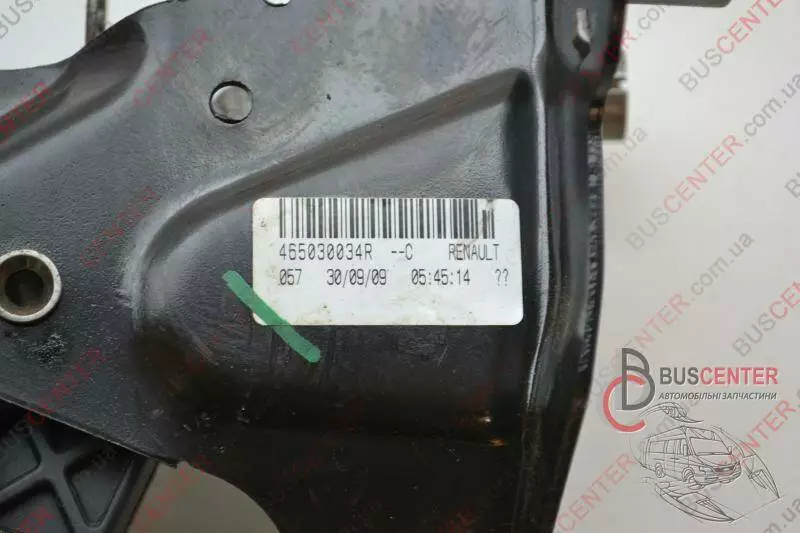 465030034R --C RENAULT
057 30/09/09 05:45:14 ??
BUSCENTER
АВТОМОБІЛЬНІ ЗАПЧАСТИНИ
BUSCENTER.com.ua